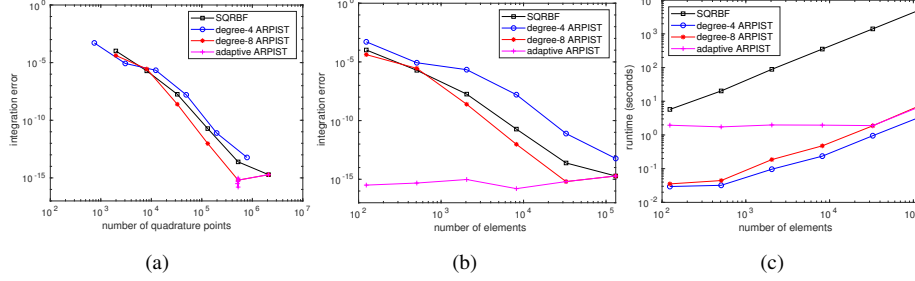 10^0
10^-5
10^-10
10^-15
10^2 10^3 10^4 10^5 10^6 10^7
number of quadrature points
integration error
SQRBF
degree-4 ARPIST
degree-8 ARPIST
adaptive ARPIST
(a)
10^0
10^-5
10^-10
10^-15
10^2 10^3 10^4 10^5
number of elements
integration error
SQRBF
degree-4 ARPIST
degree-8 ARPIST
adaptive ARPIST
(b)
10^4
10^3
10^2
10^1
10^0
10^-1
10^-2
10^2 10^3 10^4
number of elements
runtime (seconds)
SQRBF
degree-4 ARPIST
degree-8 ARPIST
adaptive ARPIST
(c)